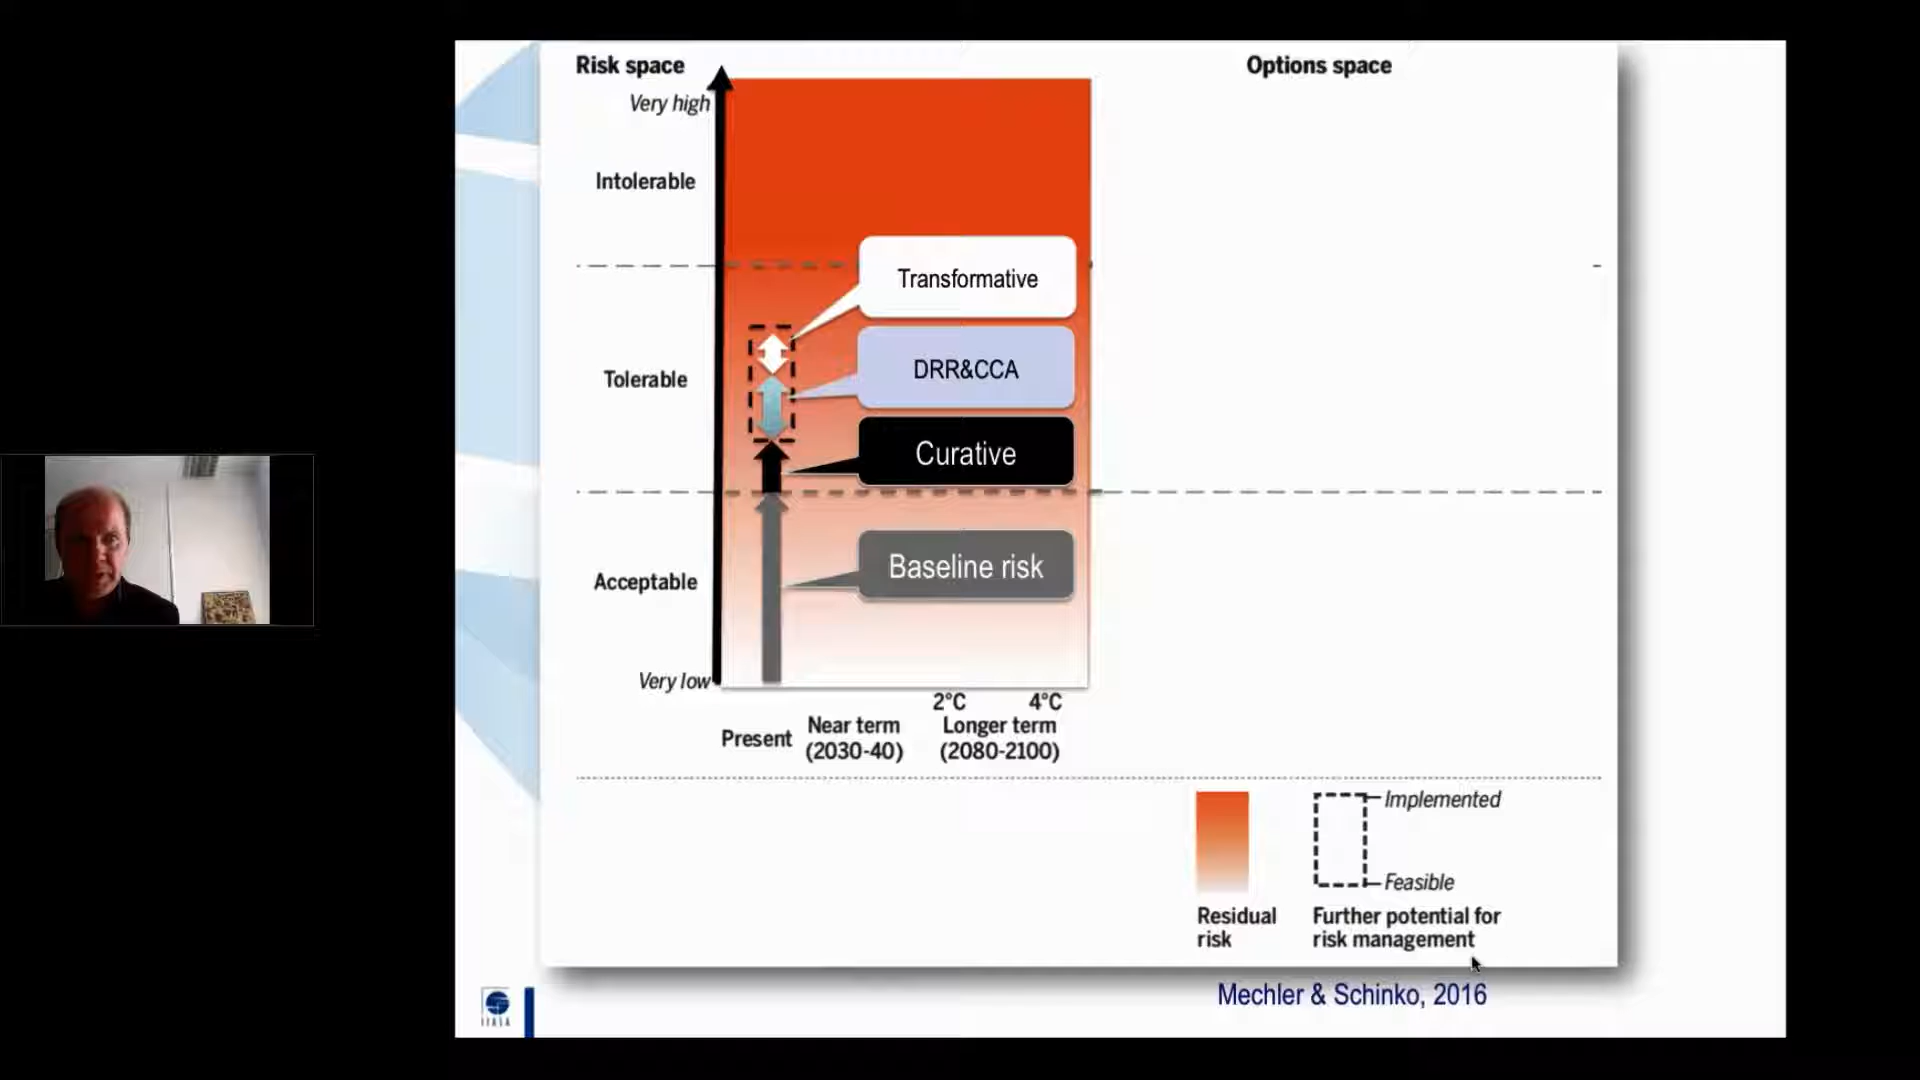 Risk space
Options space
Very high
Intolerable
Transformative
Tolerable
DRR&CCA
Curative
Acceptable
Baseline risk
Very low
2°C 4°C
Present
Near term
(2030-40)
Longer term
(2080-2100)
Implemented
Feasible
Residual
risk
Further potential for
risk management
Mechler & Schinko, 2016
IIASA